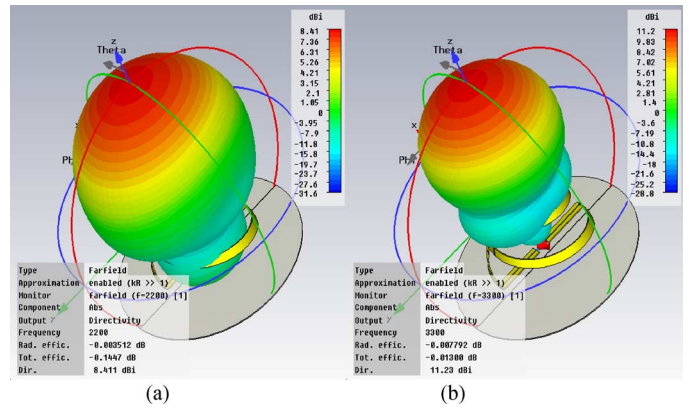 dBi
8.41
7.36
6.31
5.26
4.21
3.15
2.1
1.05
0
-3.95
-7.9
-11.8
-15.8
-19.7
-23.7
-27.6
-31.6
z
Theta
x
Phi
y
Type Farfield
Approximation enabled (kR >> 1)
Monitor farfield (f=2200) [1]
Component Abs
Output Directivity
Frequency 2200
Rad. effic. -0.003512 dB
Tot. effic. -0.1447 dB
Dir. 8.411 dBi
(a)
dBi
11.2
9.83
8.42
7.02
5.61
4.21
2.81
1.4
0
-3.6
-7.19
-10.8
-14.4
-18
-21.6
-25.2
-28.8
z
Theta
x
Phi
y
Type Farfield
Approximation enabled (kR >> 1)
Monitor farfield (f=3300) [1]
Component Abs
Output Directivity
Frequency 3300
Rad. effic. -0.007792 dB
Tot. effic. -0.01300 dB
Dir. 11.23 dBi
(b)